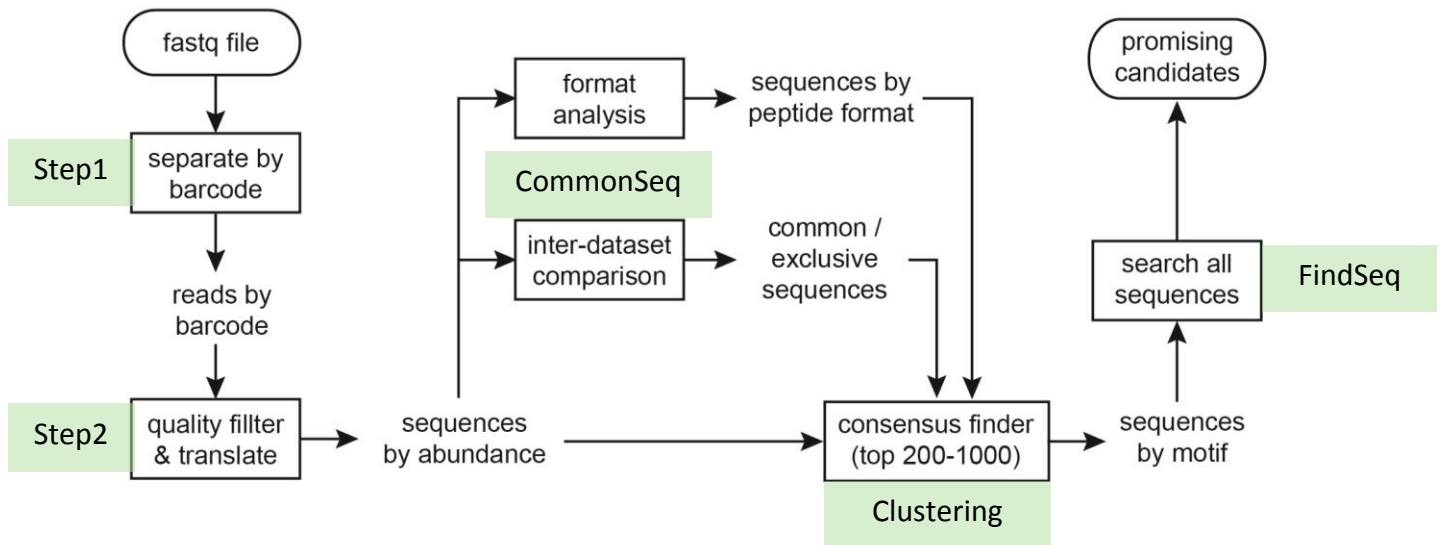 fastq file
Step1
separate by
barcode
reads by
barcode
Step2
quality fillter
& translate
sequences
by abundance
format
analysis
sequences by
peptide format
CommonSeq
inter-dataset
comparison
common /
exclusive
sequences
consensus finder
(top 200-1000)
Clustering
sequences
by motif
search all
sequences
FindSeq
promising
candidates